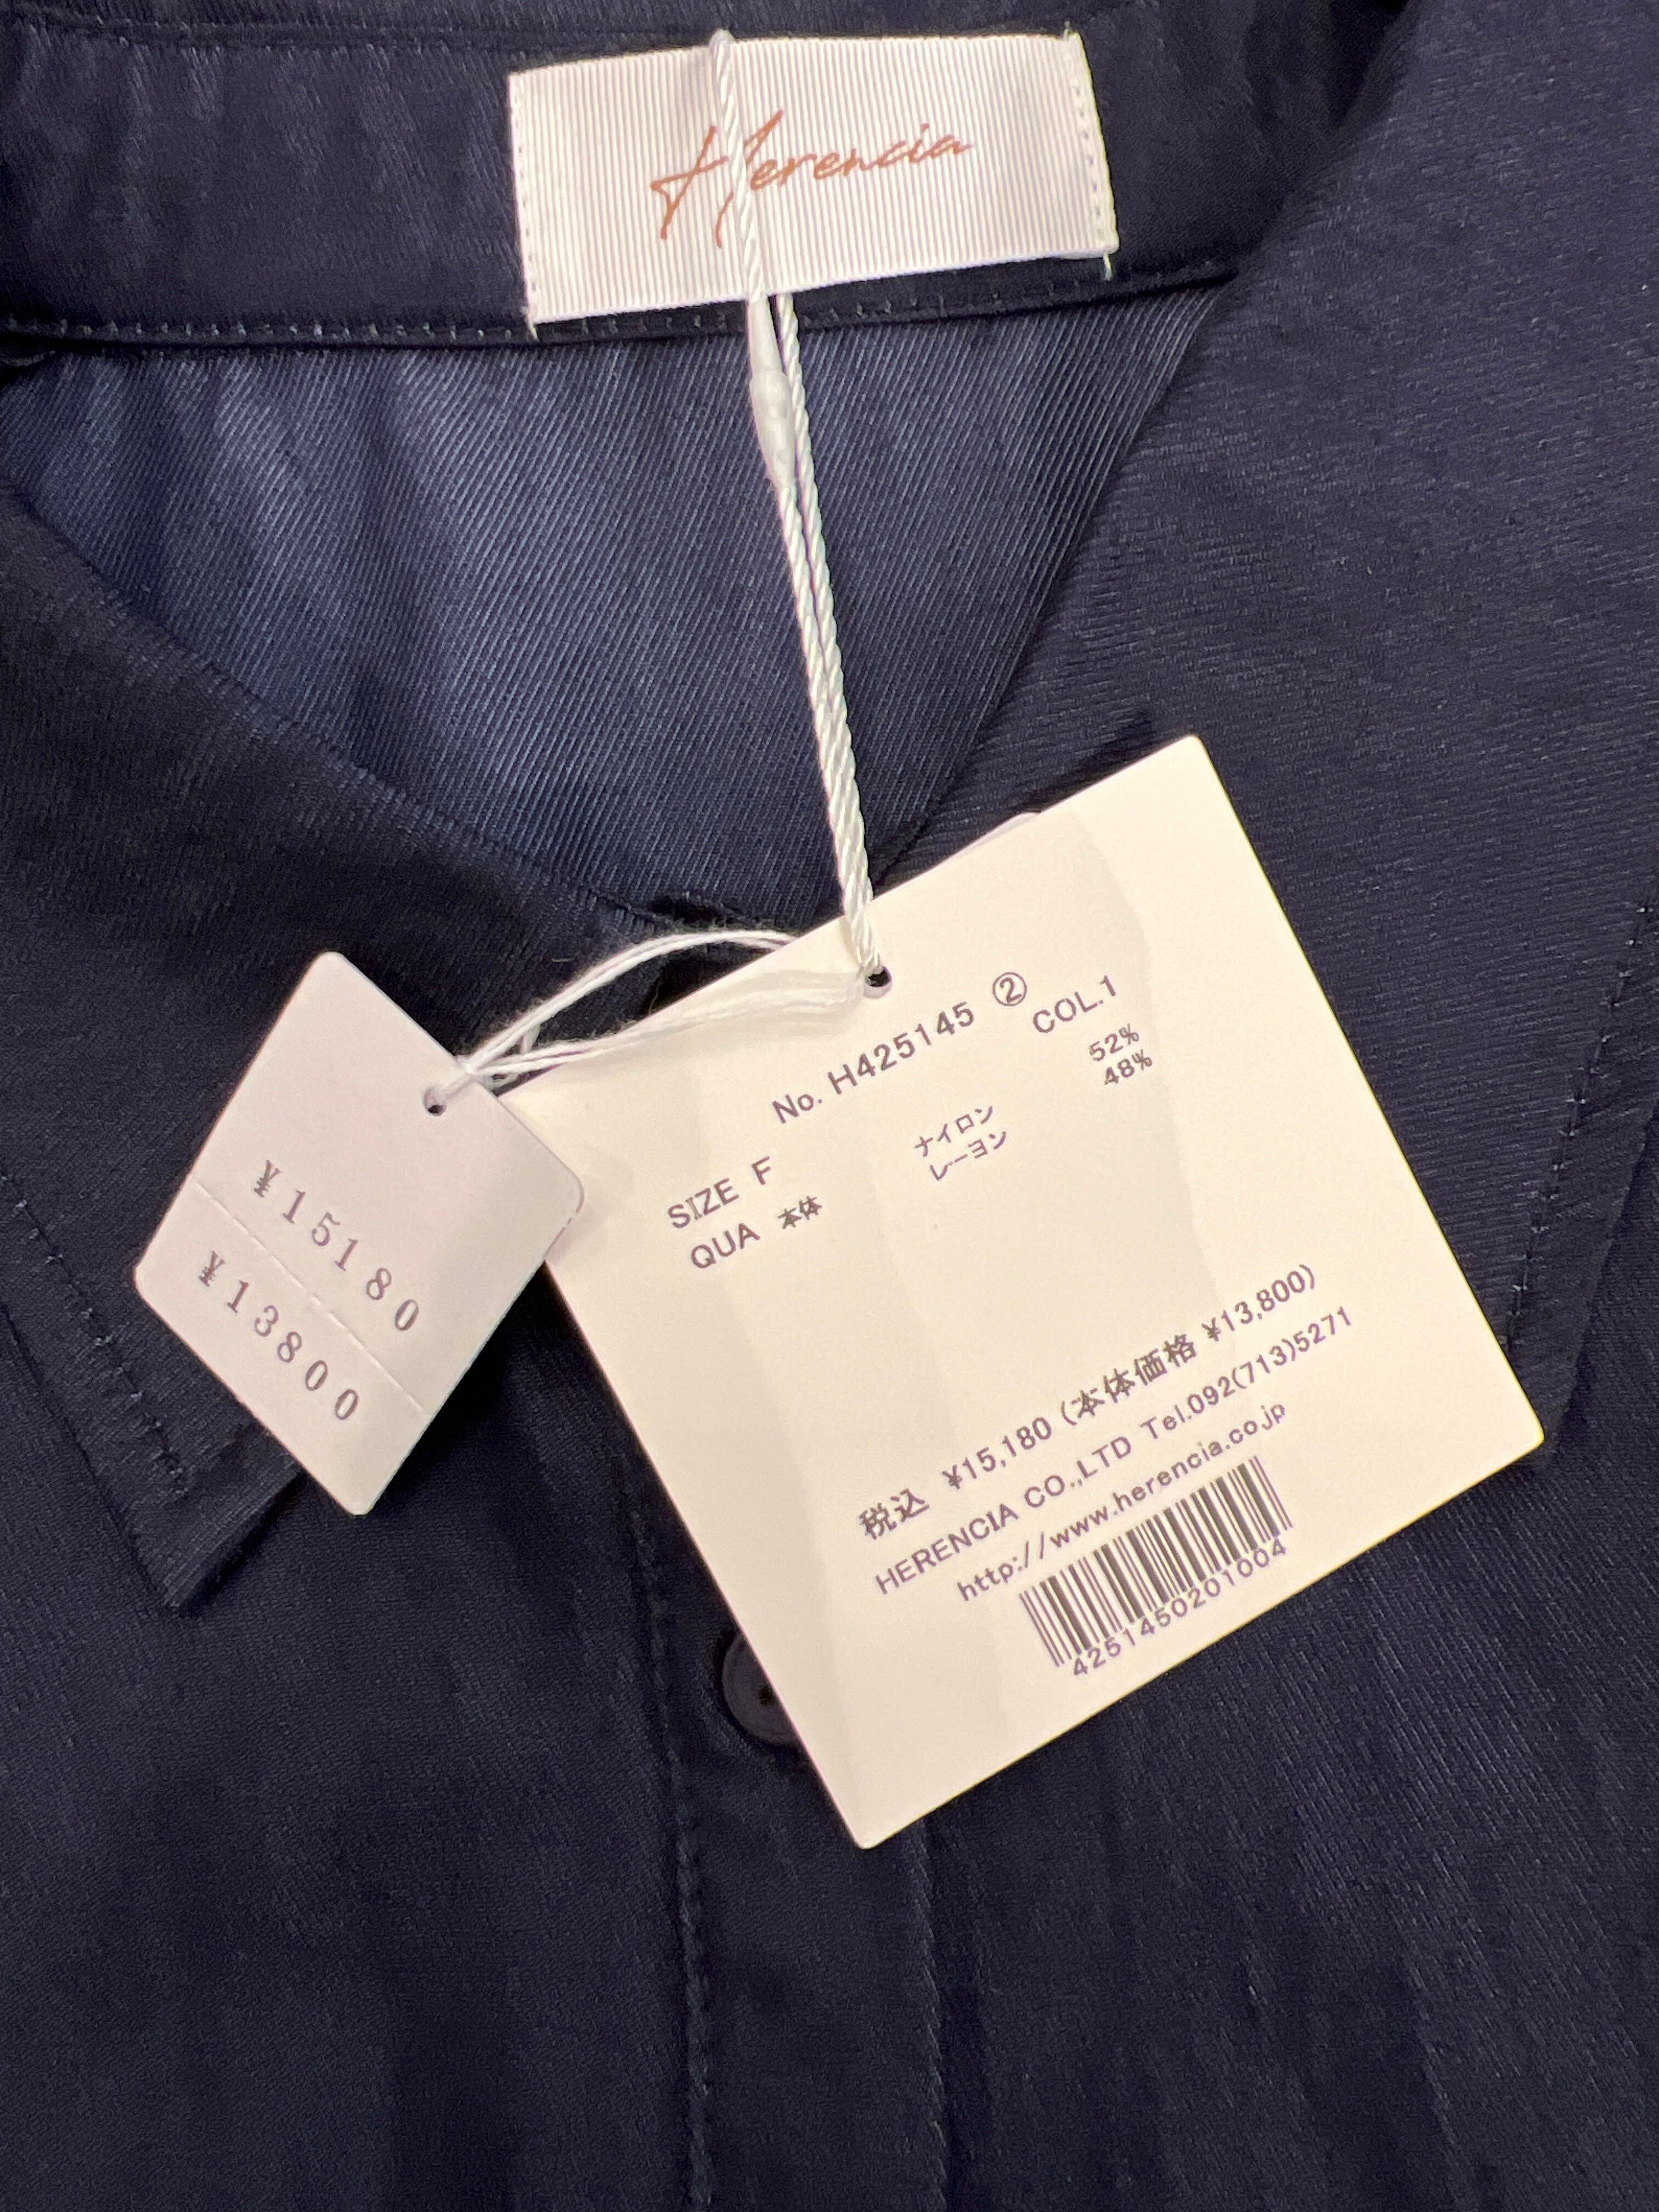 Herencia
No. H425145 ②
COL.1
SIZE F
QUA 本体 ナイロン 52%
レーヨン 48%
税込 ¥15,180 (本体価格 ¥13,800)
HERENCIA CO.,LTD Tel.092(713)5271
http://www.herencia.co.jp
4251450201004
¥15180
¥13800